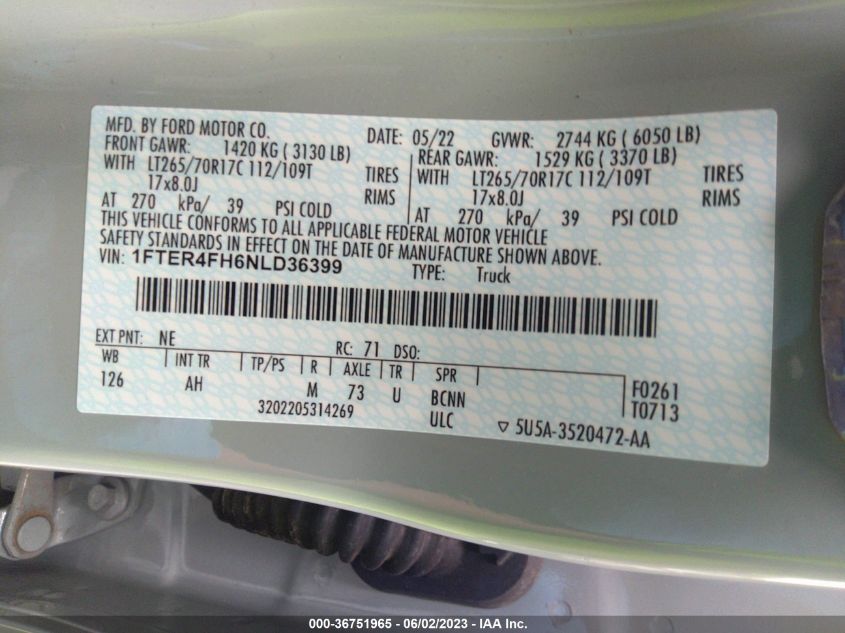 MFD. BY FORD MOTOR CO. DATE: 05/22 GVWR: 2744 KG ( 6050 LB)
FRONT GAWR: 1420 KG ( 3130 LB) REAR GAWR: 1529 KG ( 3370 LB)
WITH LT265/70R17C 112/109T TIRES WITH LT265/70R17C 112/109T TIRES
17x8.0J RIMS 17x8.0J RIMS
AT 270 kPa/ 39 PSI COLD AT 270 kPa/ 39 PSI COLD
THIS VEHICLE CONFORMS TO ALL APPLICABLE FEDERAL MOTOR VEHICLE
SAFETY STANDARDS IN EFFECT ON THE DATE OF MANUFACTURE SHOWN ABOVE.
VIN: 1FTER4FH6NLD36399 TYPE: Truck
EXT PNT: NE RC: 71 DSO:
WB INT TR TP/PS R AXLE TR SPR
126 AH M 73 U BCNN F0261
3202205314269 ULC T0713
5U5A-3520472-AA
000-36751965 - 06/02/2023 - IAA Inc.